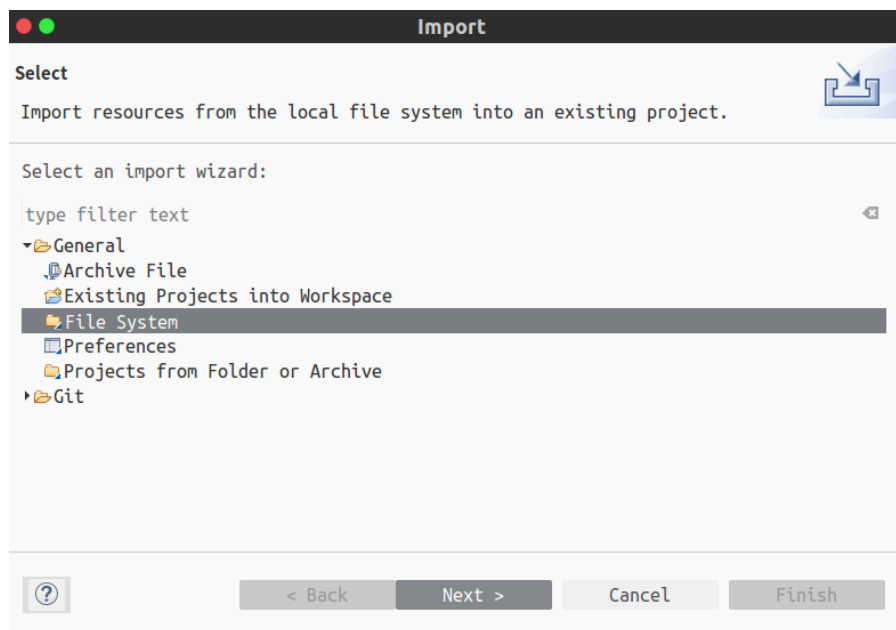 Import
Select
Import resources from the local file system into an existing project.
Select an import wizard:
type filter text
General
Archive File
Existing Projects into Workspace
File System
Preferences
Projects from Folder or Archive
Git
? < Back Next > Cancel Finish